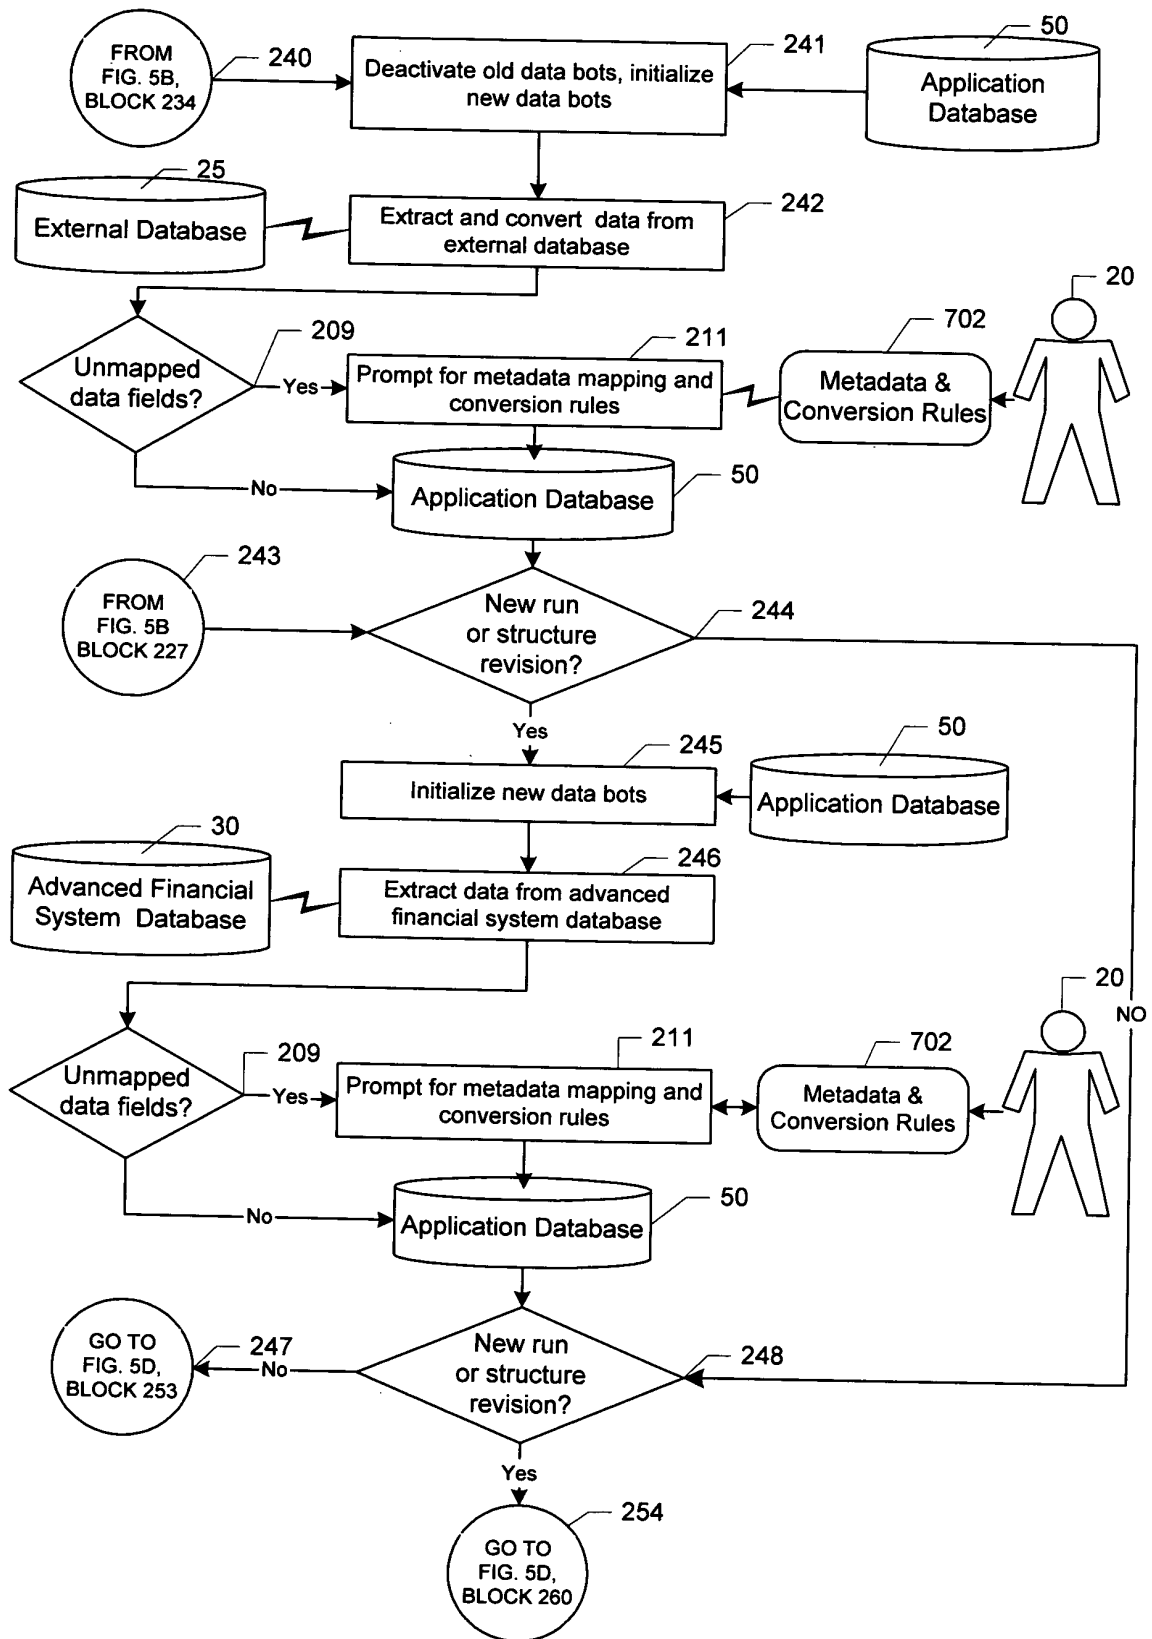 FROM
FIG. 5B,
BLOCK 234
240
Deactivate old data bots, initialize
new data bots
241
50
Application
Database
25
External Database
Extract and convert data from
external database
242
Unmapped
data fields?
209
Yes
211
Prompt for metadata mapping and
conversion rules
702
Metadata &
Conversion Rules
20
No
Application Database
50
FROM
FIG. 5B
BLOCK 227
243
New run
or structure
revision?
244
Yes
245
Initialize new data bots
50
Application Database
30
Advanced Financial
System Database
246
Extract data from advanced
financial system database
20
NO
Unmapped
data fields?
209
Yes
211
Prompt for metadata mapping and
conversion rules
702
Metadata &
Conversion Rules
No
Application Database
50
GO TO
FIG. 5D,
BLOCK 253
247
No
New run
or structure
revision?
248
Yes
254
GO TO
FIG. 5D,
BLOCK 260